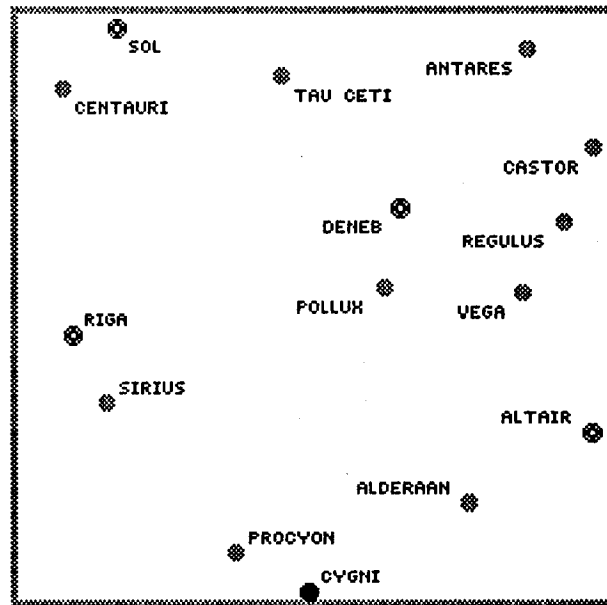 SOL
ANTARES
TAU CETI
CENTAURI
CASTOR
DENEB
REGULUS
POLLUX
VEGA
RIGA
SIRIUS
ALTAIR
ALDERAAN
PROCYON
CYGNI